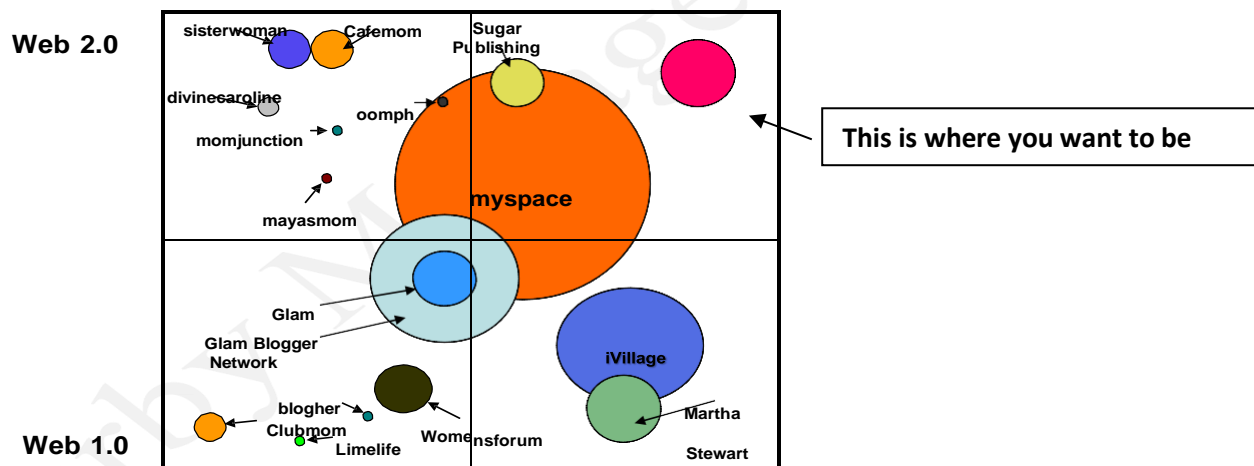 sisterwoman
Cafemom
Sugar
Publishing
Web 2.0
divinecaroline
oomph
momjunction
This is where you want to be
mayasmom
myspace
Glam
Glam Blogger
Network
iVillage
blogher
Clubmom
Limelife
Womensforum
Martha
Stewart
Web 1.0